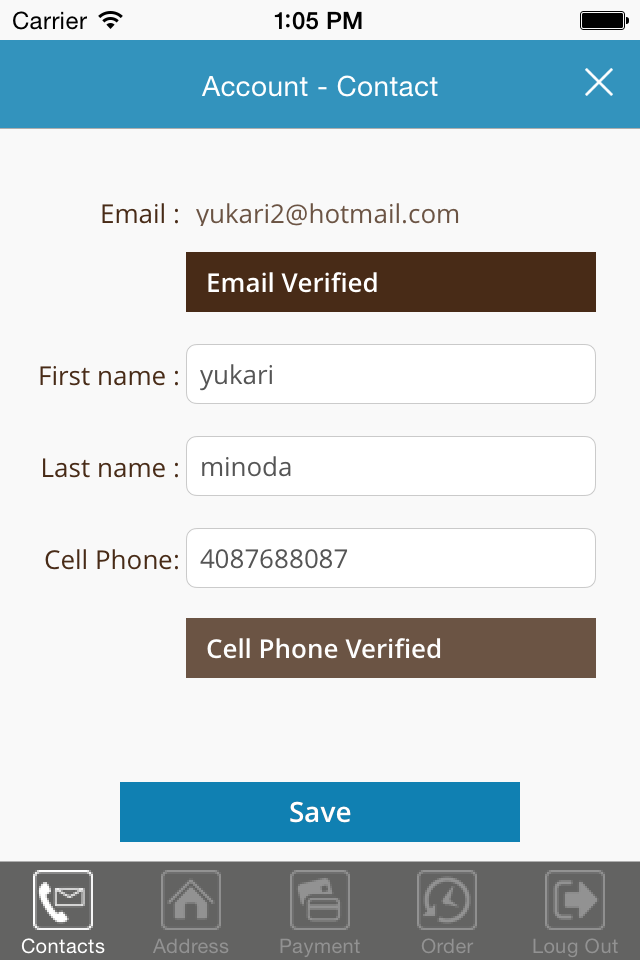 Carrier 1:05 PM
Account - Contact
Email : yukari2@hotmail.com
Email Verified
First name : yukari
Last name : minoda
Cell Phone: 4087688087
Cell Phone Verified
Save
Contacts Address Payment Order Loug Out